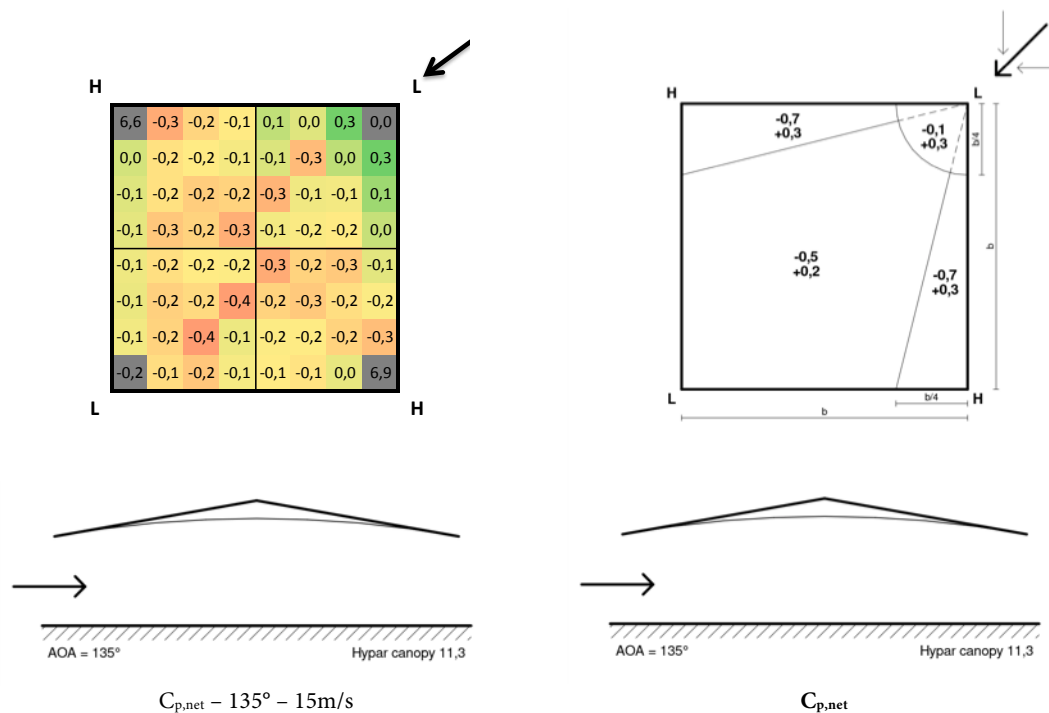 H L
6,6 -0,3 -0,2 -0,1 0,1 0,0 0,3 0,0
0,0 -0,2 -0,2 -0,1 -0,1 -0,3 0,0 0,3
-0,1 -0,2 -0,2 -0,2 -0,3 -0,1 -0,1 0,1
-0,1 -0,3 -0,2 -0,3 -0,1 -0,2 -0,2 0,0
-0,1 -0,2 -0,2 -0,2 -0,3 -0,2 -0,3 -0,1
-0,1 -0,2 -0,2 -0,4 -0,2 -0,3 -0,2 -0,2
-0,1 -0,2 -0,4 -0,1 -0,2 -0,2 -0,2 -0,3
-0,2 -0,1 -0,2 -0,1 -0,1 -0,1 0,0 6,9
L H
AOA = 135º Hypar canopy 11,3
Cp,net – 135° – 15m/s
H L
-0,7
+0,3
-0,1
+0,3
b/4
b
-0,5
+0,2
-0,7
+0,3
L H
b/4
b
AOA = 135º Hypar canopy 11,3
Cp,net